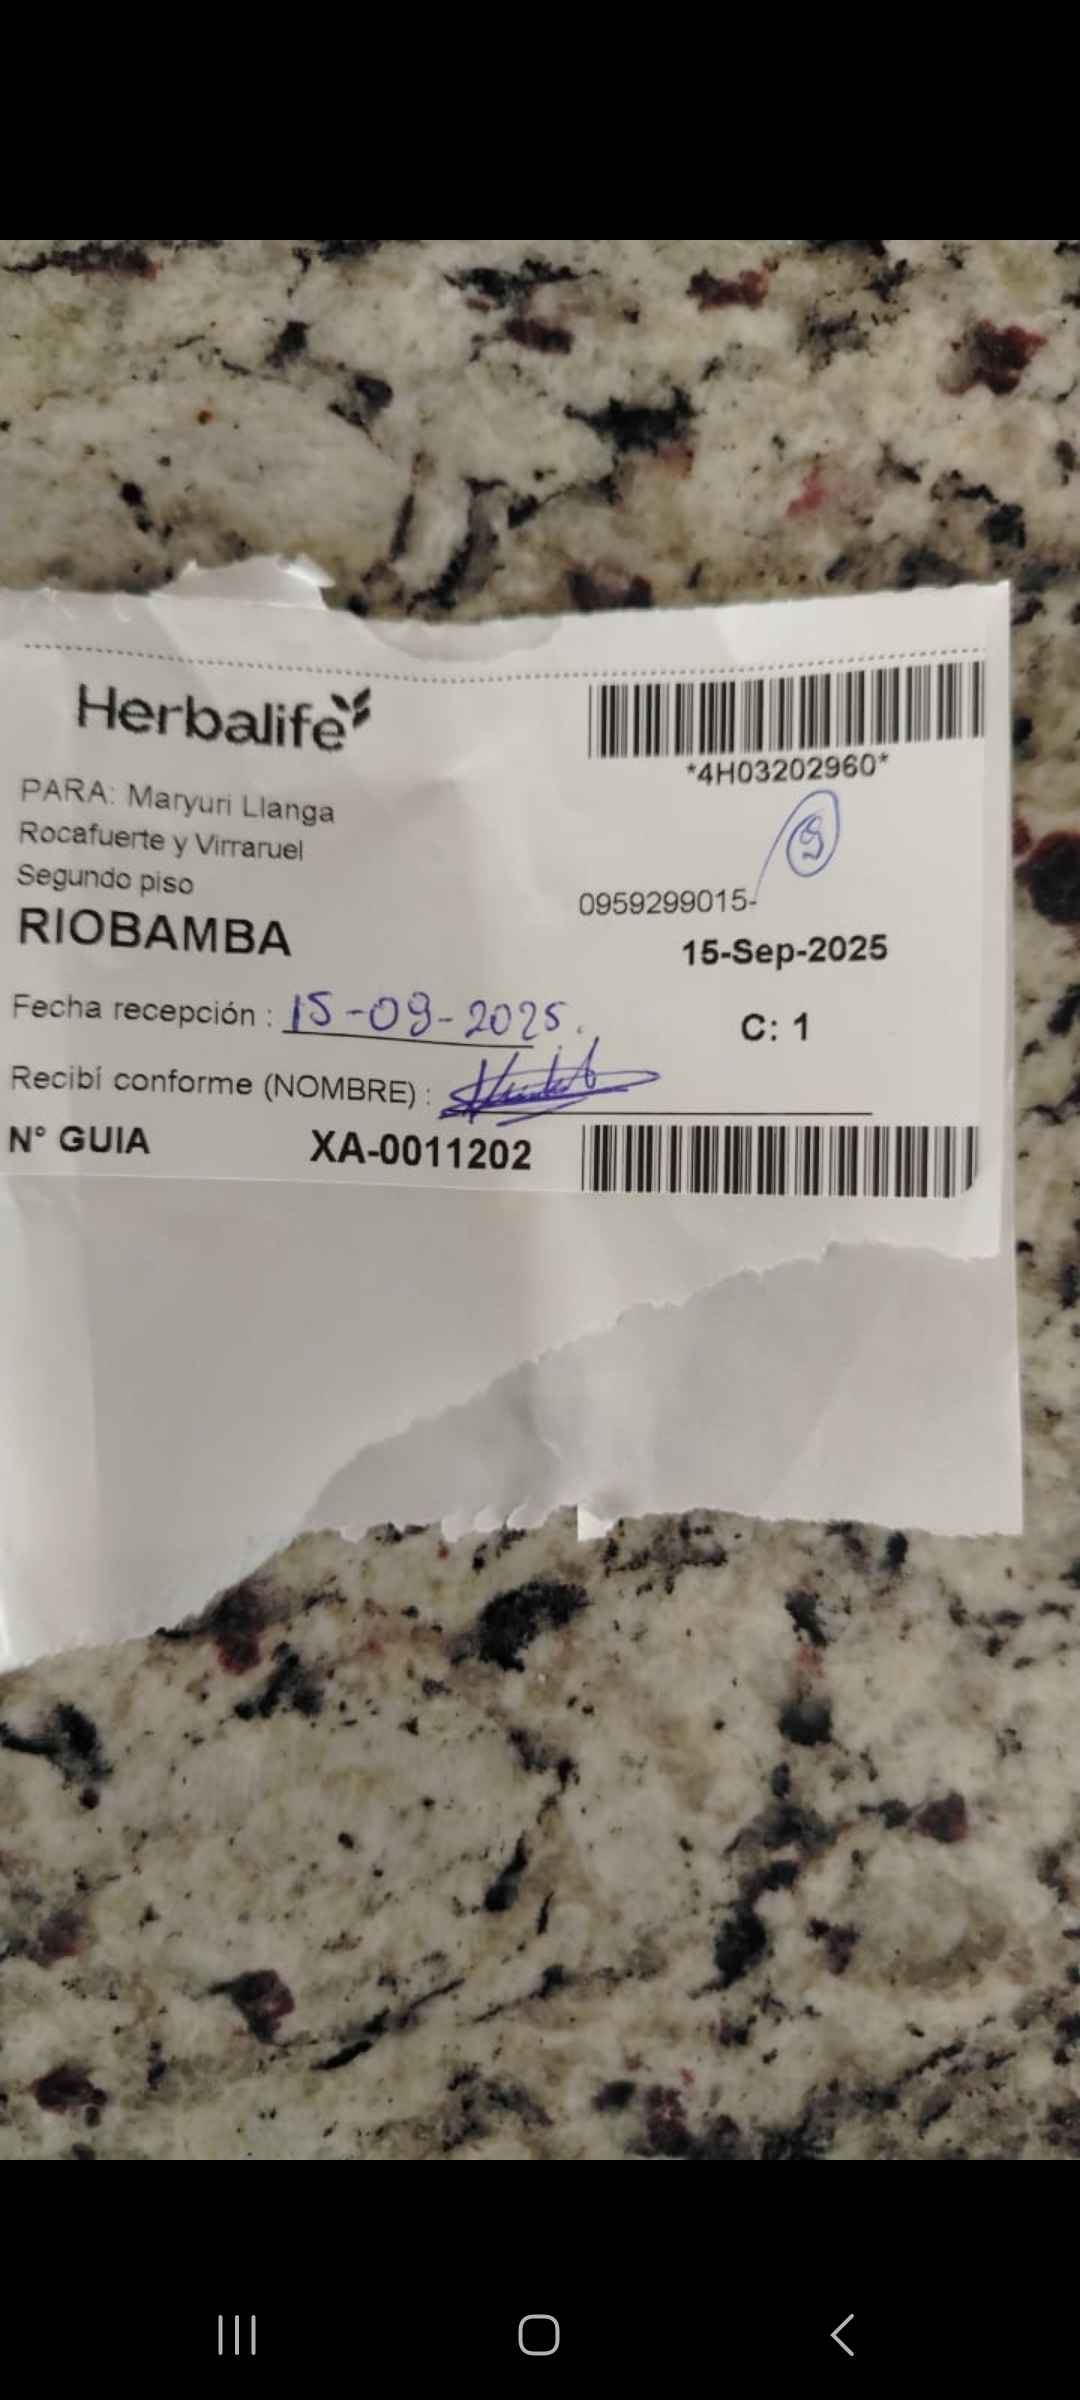 Herbalife
*4H03202960*
PARA: Maryuri Llanga
Rocafuerte y Virraruel
Segundo piso
9
0959299015-
RIOBAMBA
15-Sep-2025
Fecha recepción : 15-09-2025.
C: 1
Recibí conforme (NOMBRE) :
N° GUIA XA-0011202